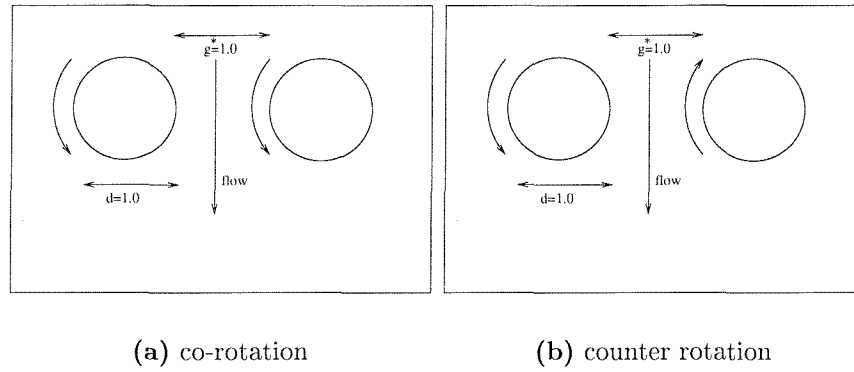 g*=1.0
flow
d=1.0
(a) co-rotation
g*=1.0
flow
d=1.0
(b) counter rotation